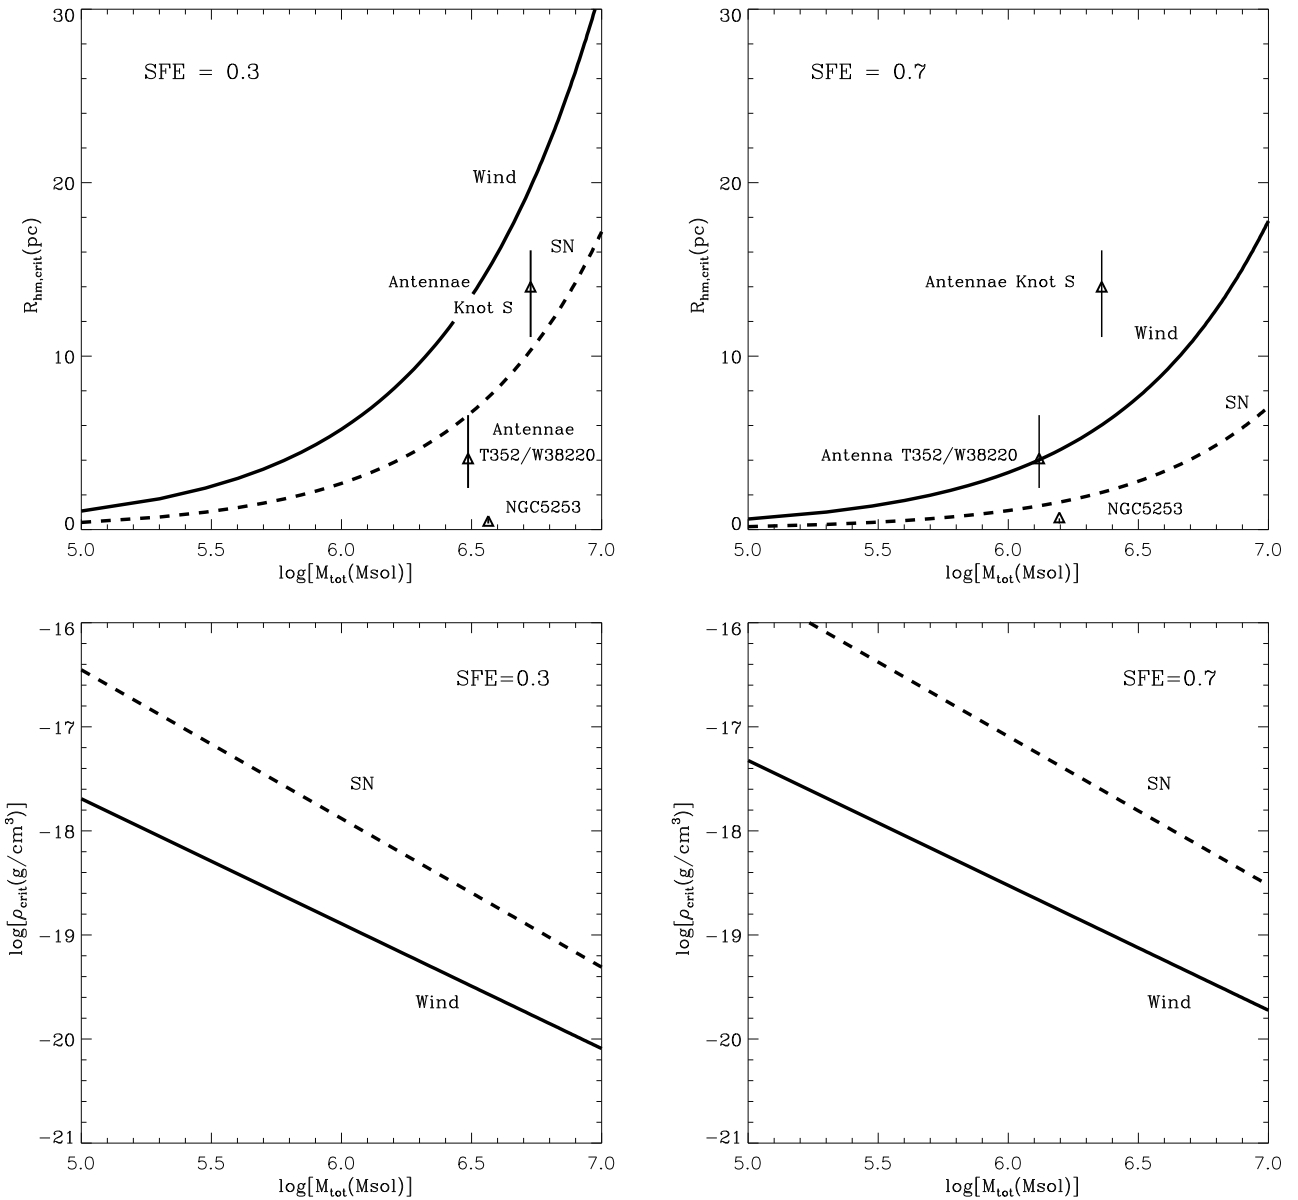 30
20
10
0
R_hm,crit(pc)
SFE = 0.3
Wind
SN
Antennae
Knot S
Antennae
T352/W38220
NGC5253
5.0 5.5 6.0 6.5 7.0
log[M_tot(Msol)]
30
20
10
0
R_hm,crit(pc)
SFE = 0.7
Antennae Knot S
Wind
SN
Antenna T352/W38220
NGC5253
5.0 5.5 6.0 6.5 7.0
log[M_tot(Msol)]
-16
-17
-18
-19
-20
-21
log[ρ_crit(g/cm³)]
SFE=0.3
SN
Wind
5.0 5.5 6.0 6.5 7.0
log[M_tot(Msol)]
-16
-17
-18
-19
-20
-21
log[ρ_crit(g/cm³)]
SFE=0.7
SN
Wind
5.0 5.5 6.0 6.5 7.0
log[M_tot(Msol)]